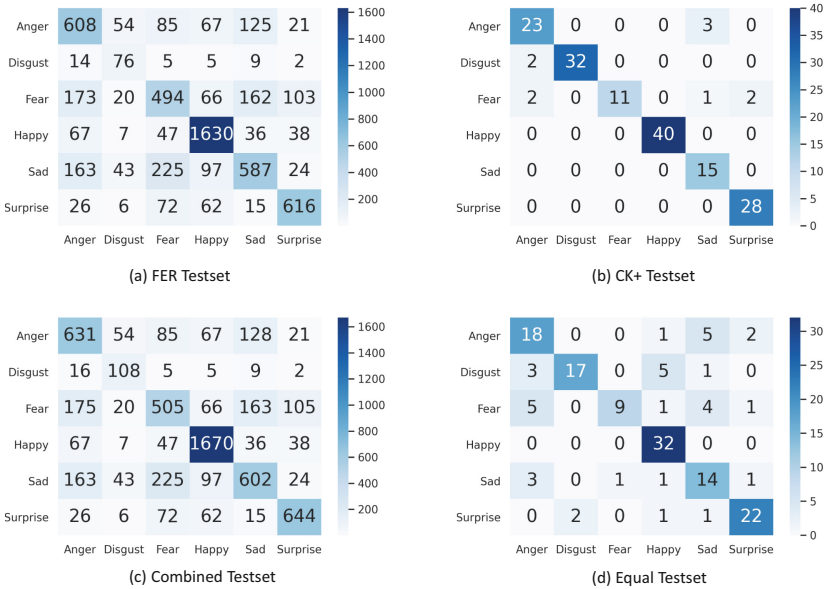 Anger 608 54 85 67 125 21
Disgust 14 76 5 5 9 2
Fear 173 20 494 66 162 103
Happy 67 7 47 1630 36 38
Sad 163 43 225 97 587 24
Surprise 26 6 72 62 15 616
Anger Disgust Fear Happy Sad Surprise
1600
1400
1200
1000
800
600
400
200
(a) FER Testset
Anger 23 0 0 0 3 0
Disgust 2 32 0 0 0 0
Fear 2 0 11 0 1 2
Happy 0 0 0 40 0 0
Sad 0 0 0 0 15 0
Surprise 0 0 0 0 0 28
Anger Disgust Fear Happy Sad Surprise
40
35
30
25
20
15
10
5
0
(b) CK+ Testset
Anger 631 54 85 67 128 21
Disgust 16 108 5 5 9 2
Fear 175 20 505 66 163 105
Happy 67 7 47 1670 36 38
Sad 163 43 225 97 602 24
Surprise 26 6 72 62 15 644
Anger Disgust Fear Happy Sad Surprise
1600
1400
1200
1000
800
600
400
200
(c) Combined Testset
Anger 18 0 0 1 5 2
Disgust 3 17 0 5 1 0
Fear 5 0 9 1 4 1
Happy 0 0 0 32 0 0
Sad 3 0 1 1 14 1
Surprise 0 2 0 1 1 22
Anger Disgust Fear Happy Sad Surprise
30
25
20
15
10
5
0
(d) Equal Testset